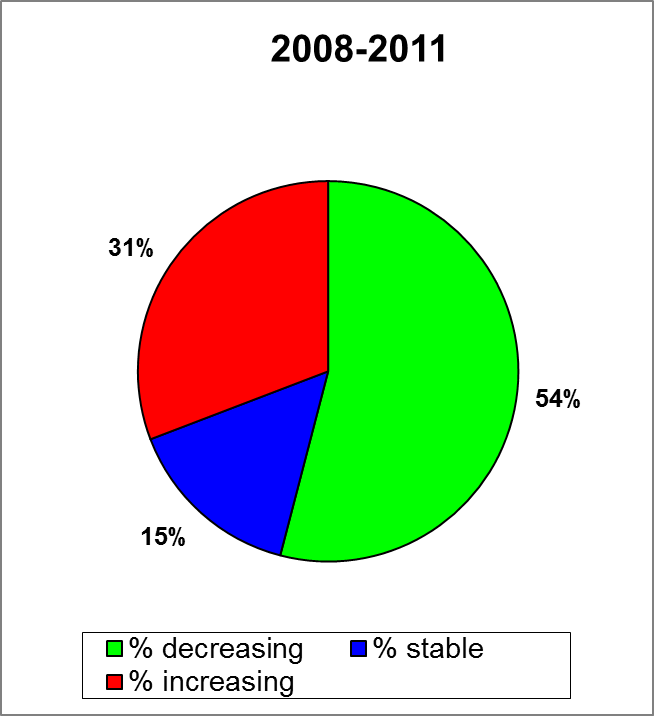 2008-2011
31%
54%
15%
% decreasing % stable
% increasing